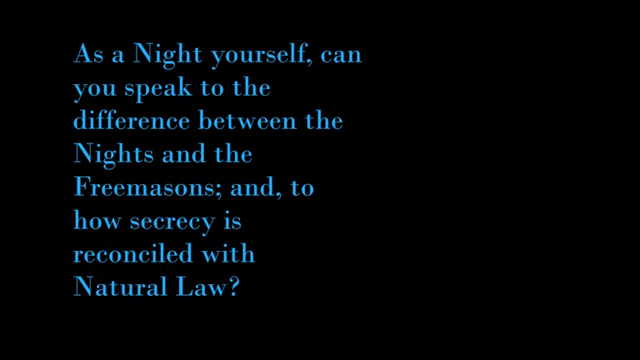 As a Night yourself, can
you speak to the
difference between the
Nights and the
Freemasons; and, to
how secrecy is
reconciled with
Natural Law?